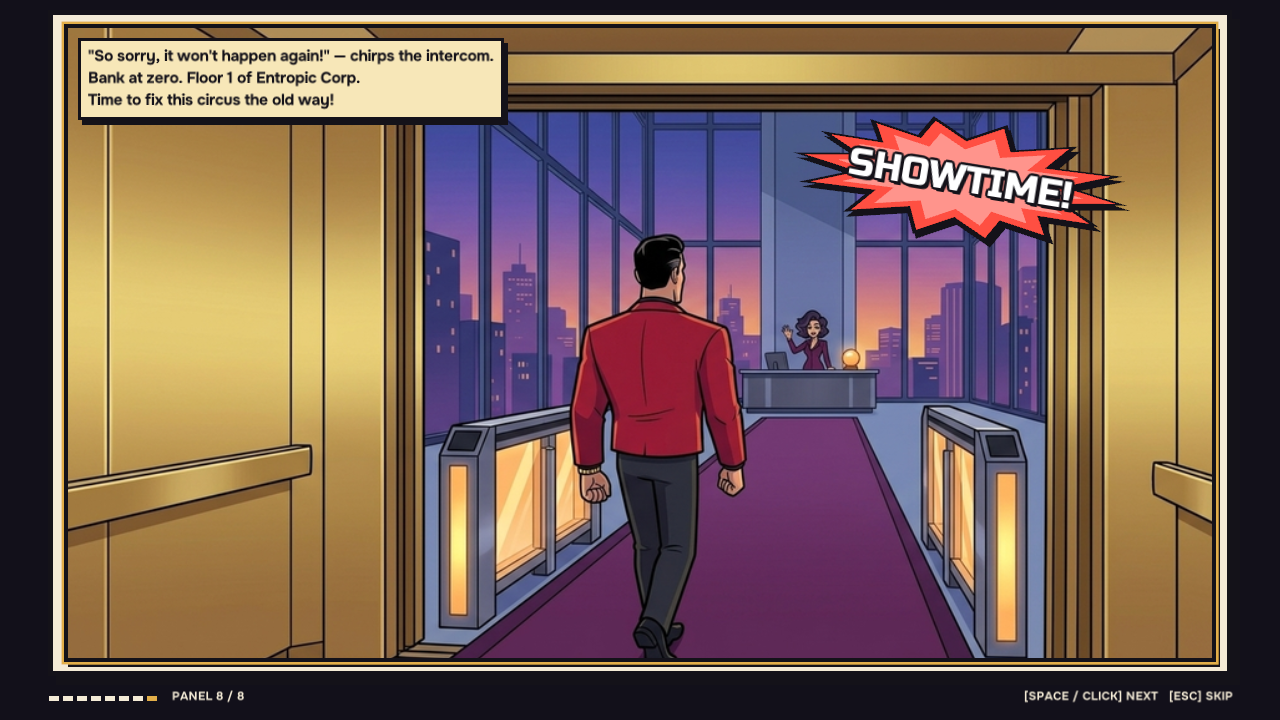 "So sorry, it won't happen again!" — chirps the intercom.
Bank at zero. Floor 1 of Entropic Corp.
Time to fix this circus the old way!
SHOWTIME!
PANEL 8 / 8
[SPACE / CLICK] NEXT [ESC] SKIP